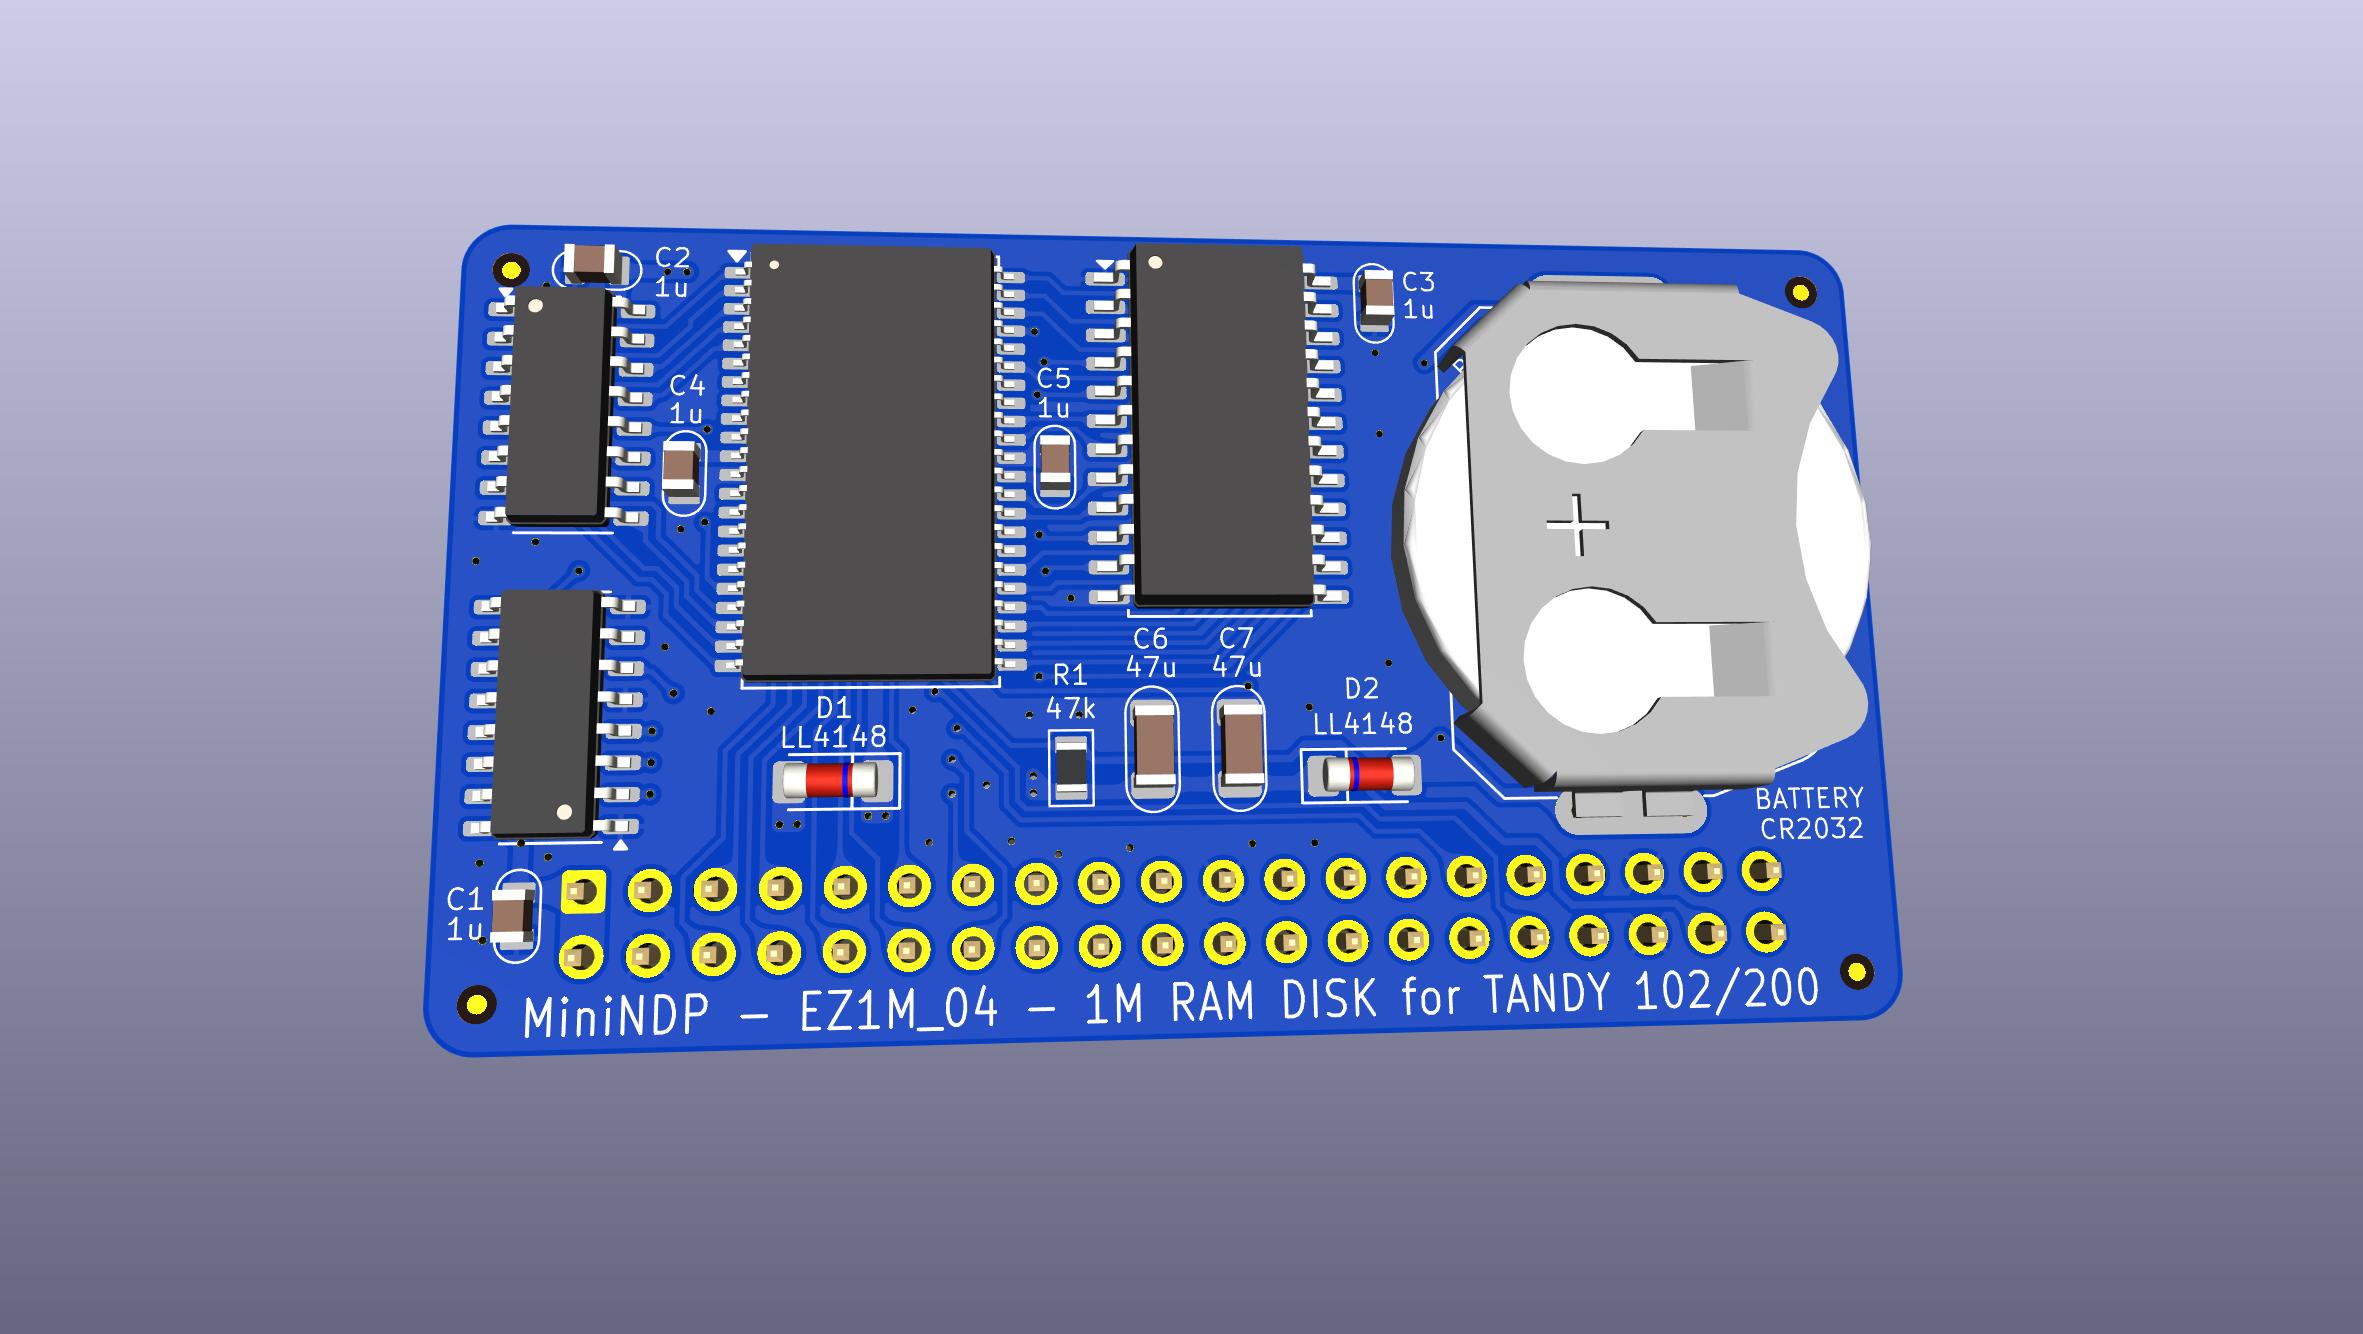 C2
1u
C3
1u
C4
1u
C5
1u
C6
47u
C7
47u
R1
47k
D1
LL4148
D2
LL4148
BATTERY
CR2032
C1
1u
+
MiniNDP - EZ1M_04 - 1M RAM DISK for TANDY 102/200